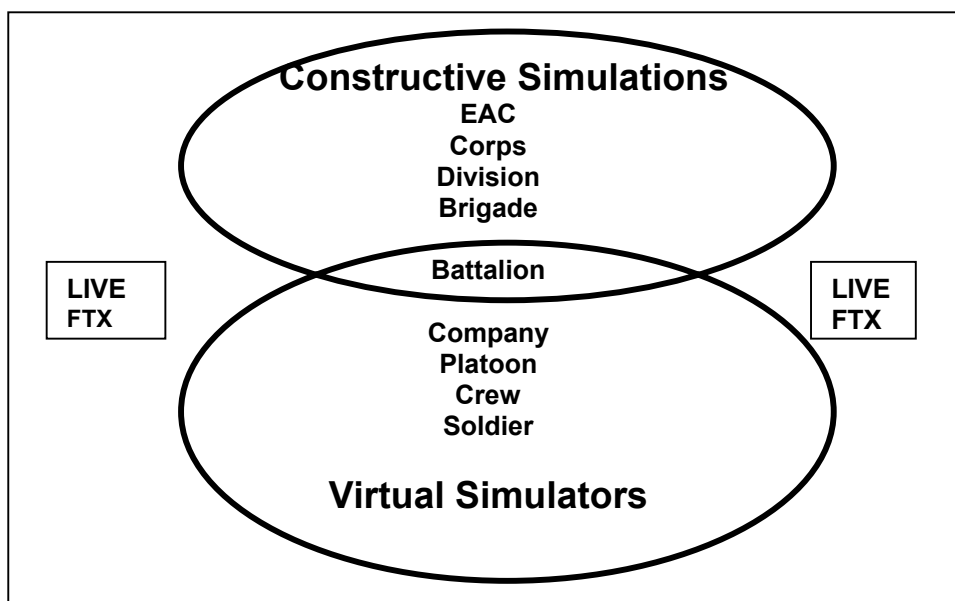 Constructive Simulations
EAC
Corps
Division
Brigade
Battalion
LIVE
FTX
LIVE
FTX
Company
Platoon
Crew
Soldier
Virtual Simulators